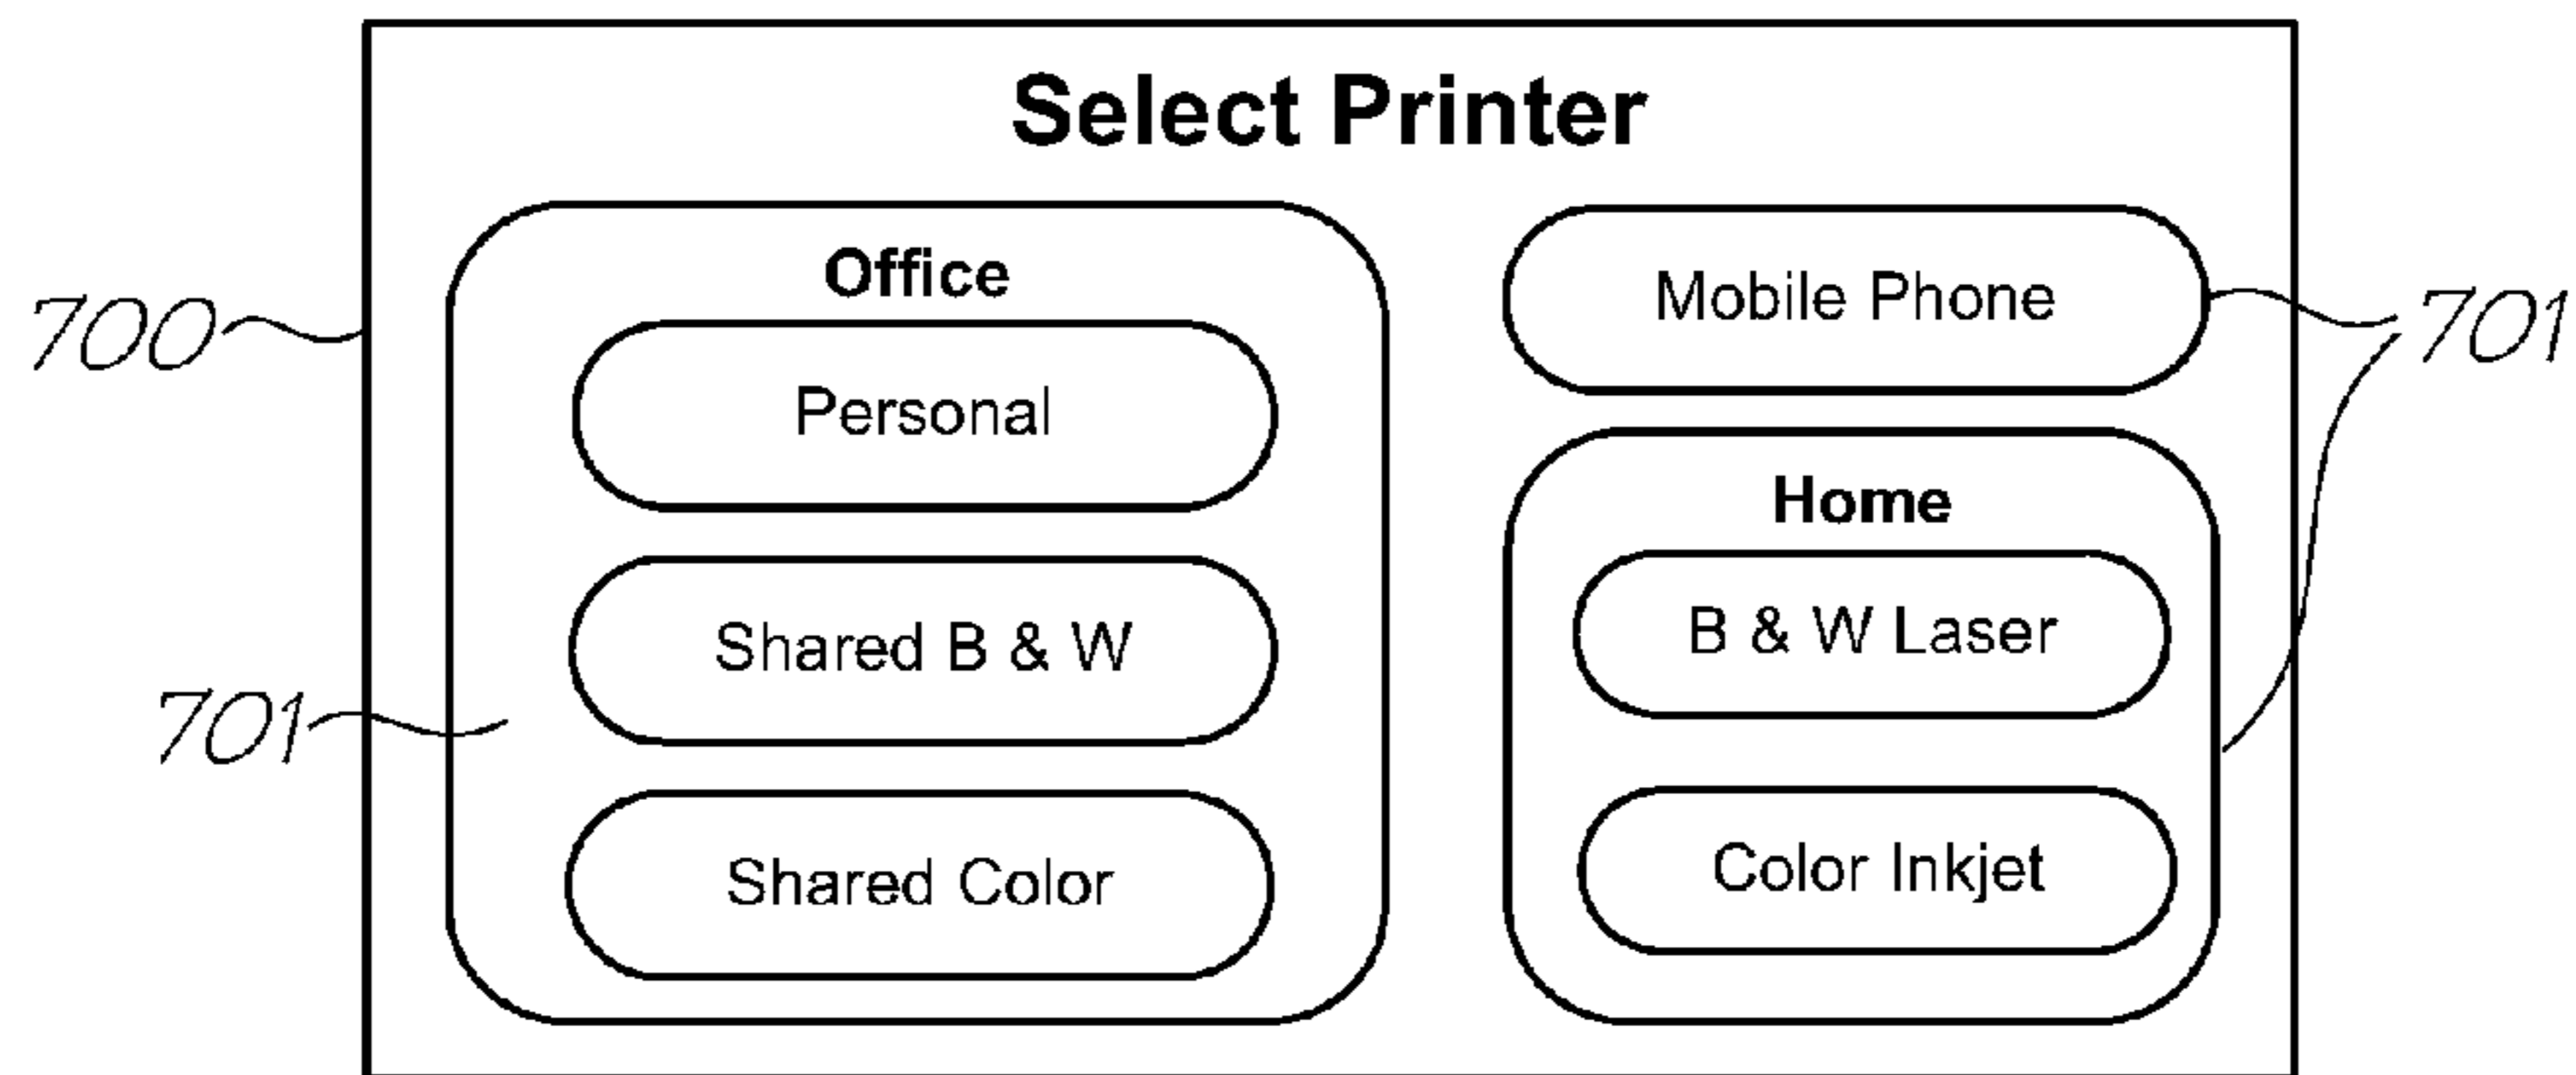 Select Printer
Office
Personal
Shared B & W
Shared Color
Mobile Phone
Home
B & W Laser
Color Inkjet
700
701
701